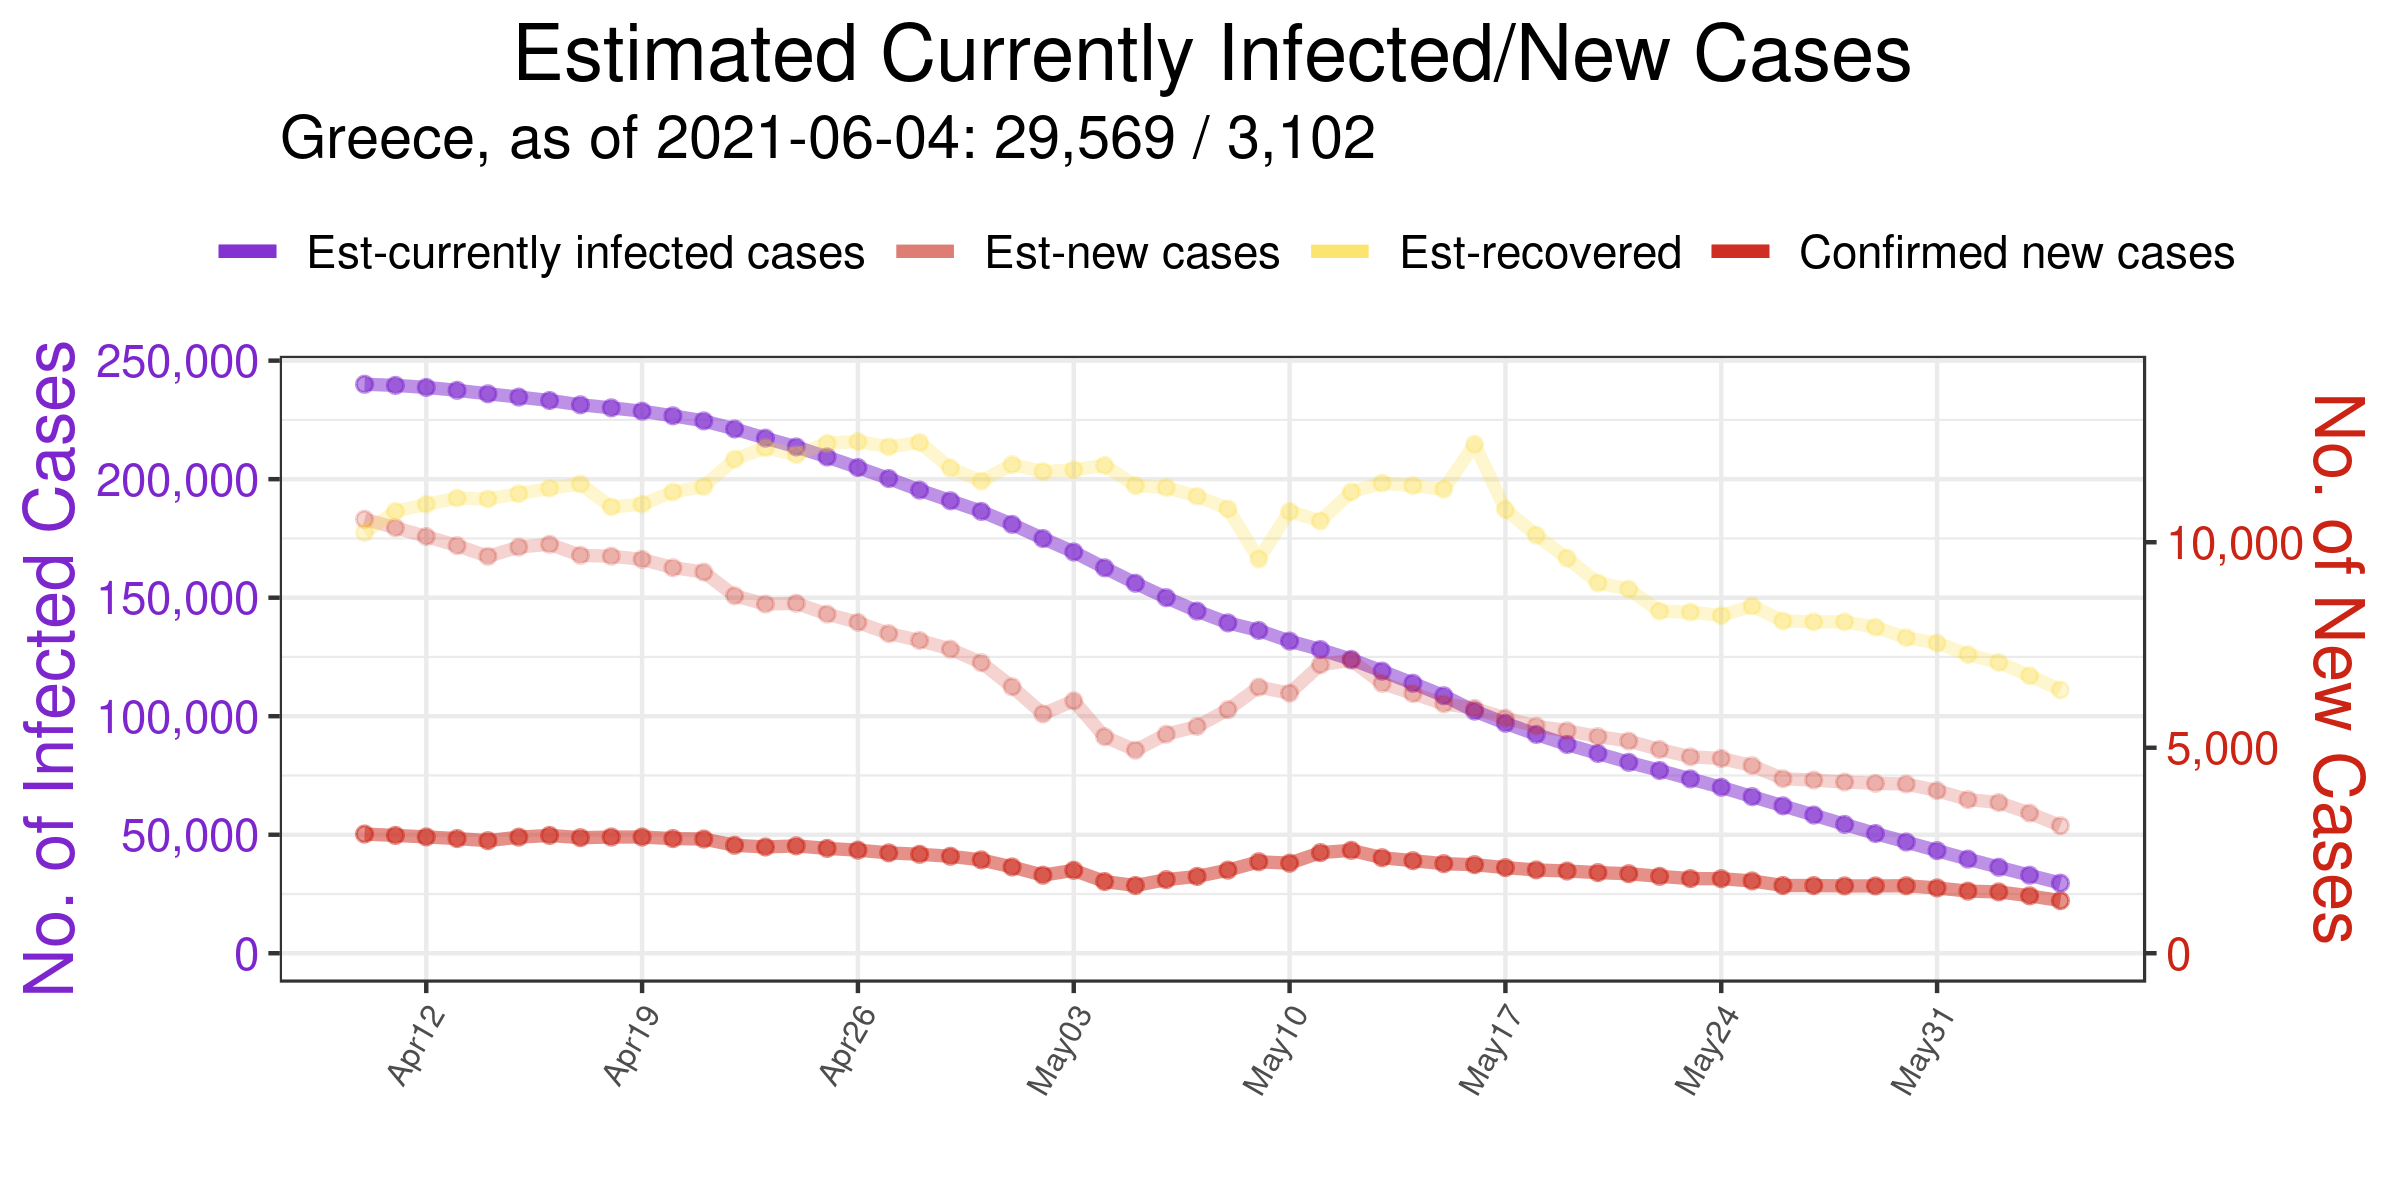 Estimated Currently Infected/New Cases
Greece, as of 2021-06-04: 29,569 / 3,102
Est-currently infected cases Est-new cases Est-recovered Confirmed new cases
No. of Infected Cases
250,000
200,000
150,000
100,000
50,000
0
No. of New Cases
10,000
5,000
0
Apr12 Apr19 Apr26 May03 May10 May17 May24 May31